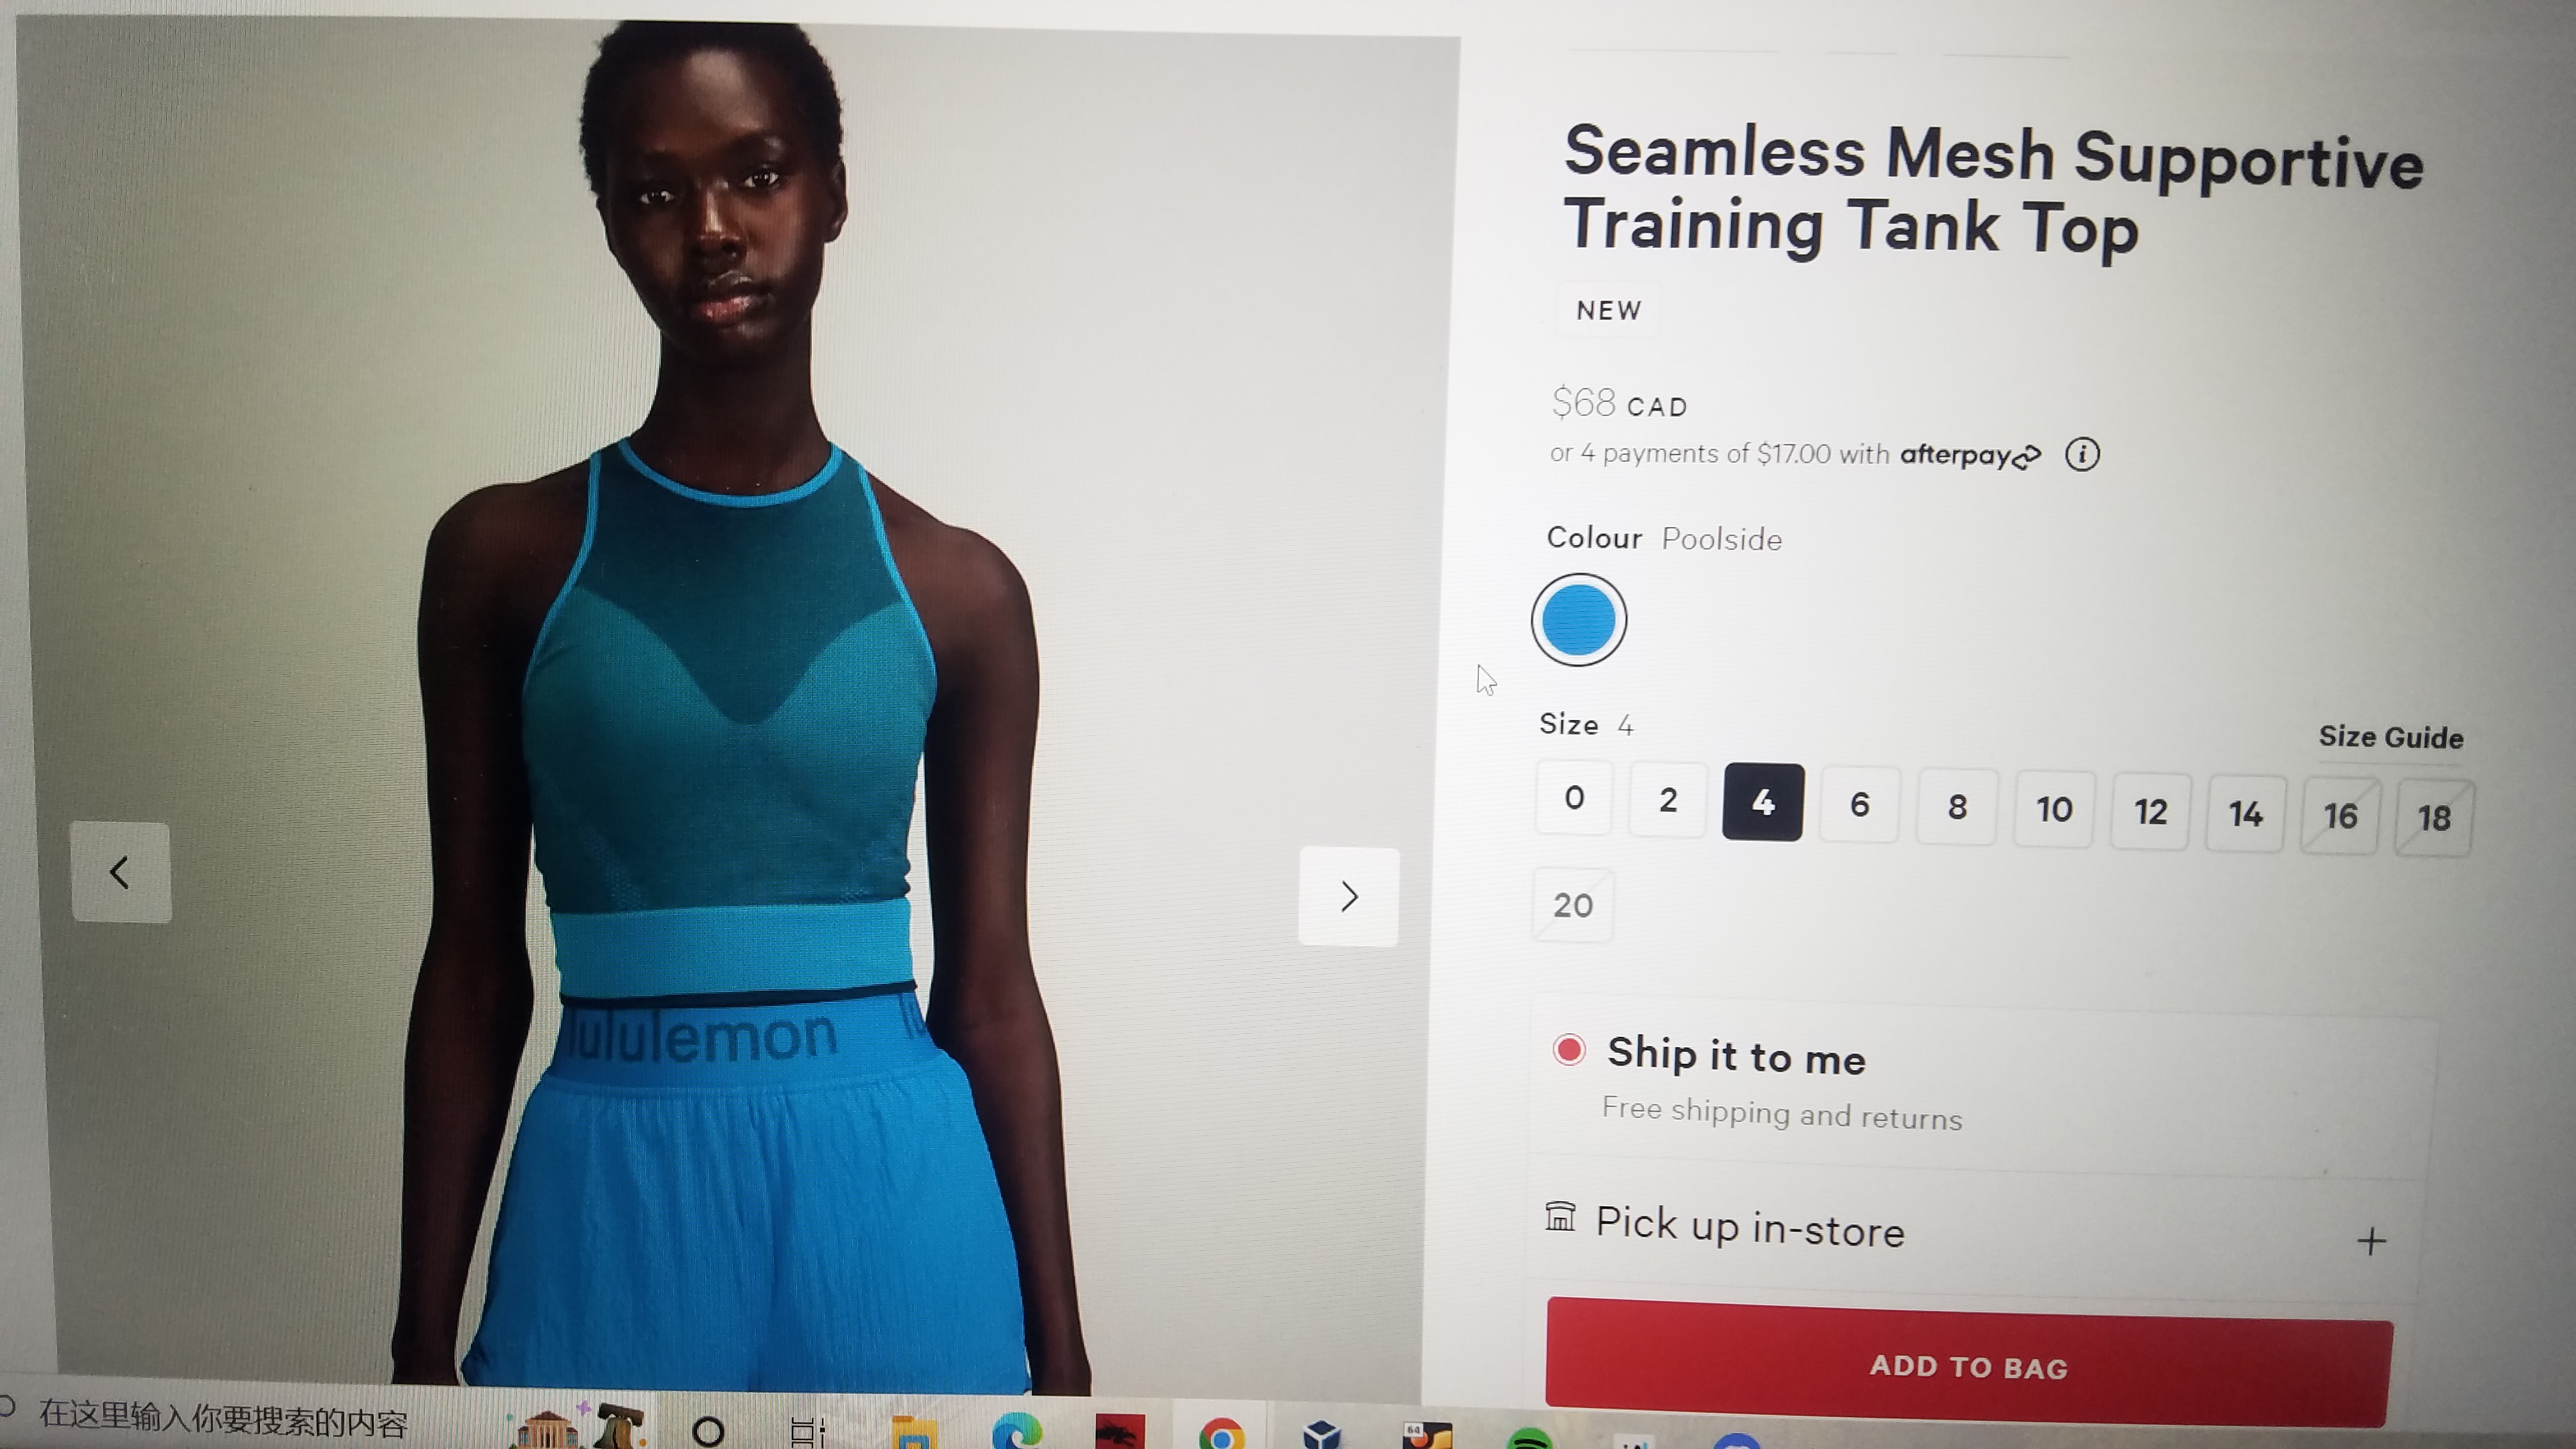 Seamless Mesh Supportive
Training Tank Top
NEW
$68 CAD
or 4 payments of $17.00 with afterpay
Colour Poolside
Size 4
Size Guide
0 2 4 6 8 10 12 14 16 18
20
lululemon lu
Ship it to me
Free shipping and returns
Pick up in-store
ADD TO BAG
在这里输入你要搜索的内容
64